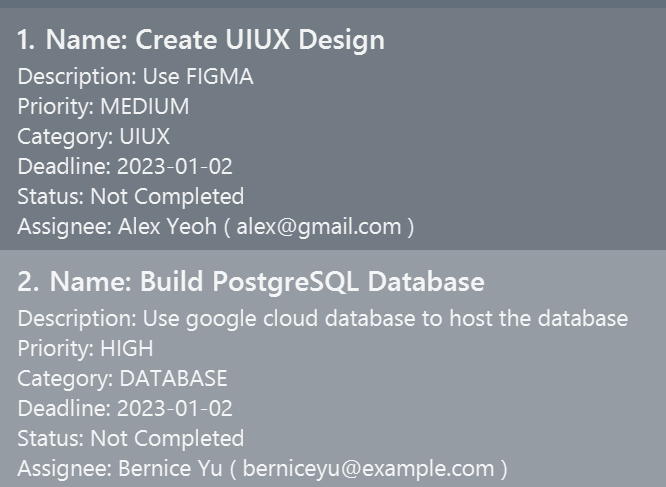 1. Name: Create UIUX Design
Description: Use FIGMA
Priority: MEDIUM
Category: UIUX
Deadline: 2023-01-02
Status: Not Completed
Assignee: Alex Yeoh ( alex@gmail.com )
2. Name: Build PostgreSQL Database
Description: Use google cloud database to host the database
Priority: HIGH
Category: DATABASE
Deadline: 2023-01-02
Status: Not Completed
Assignee: Bernice Yu ( berniceyu@example.com )